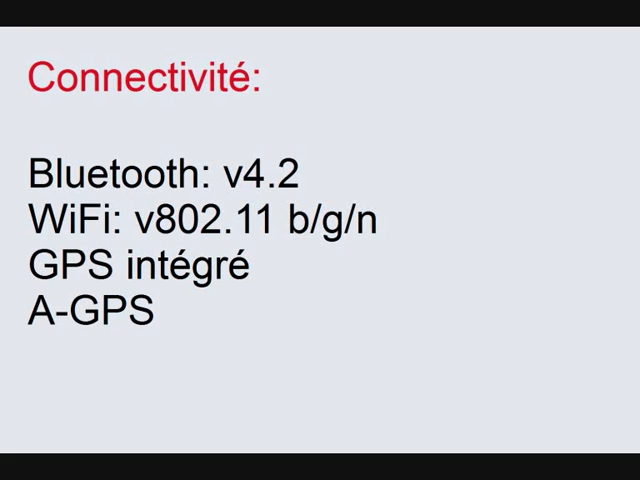 Connectivité:
Bluetooth: v4.2
WiFi: v802.11 b/g/n
GPS intégré
A-GPS